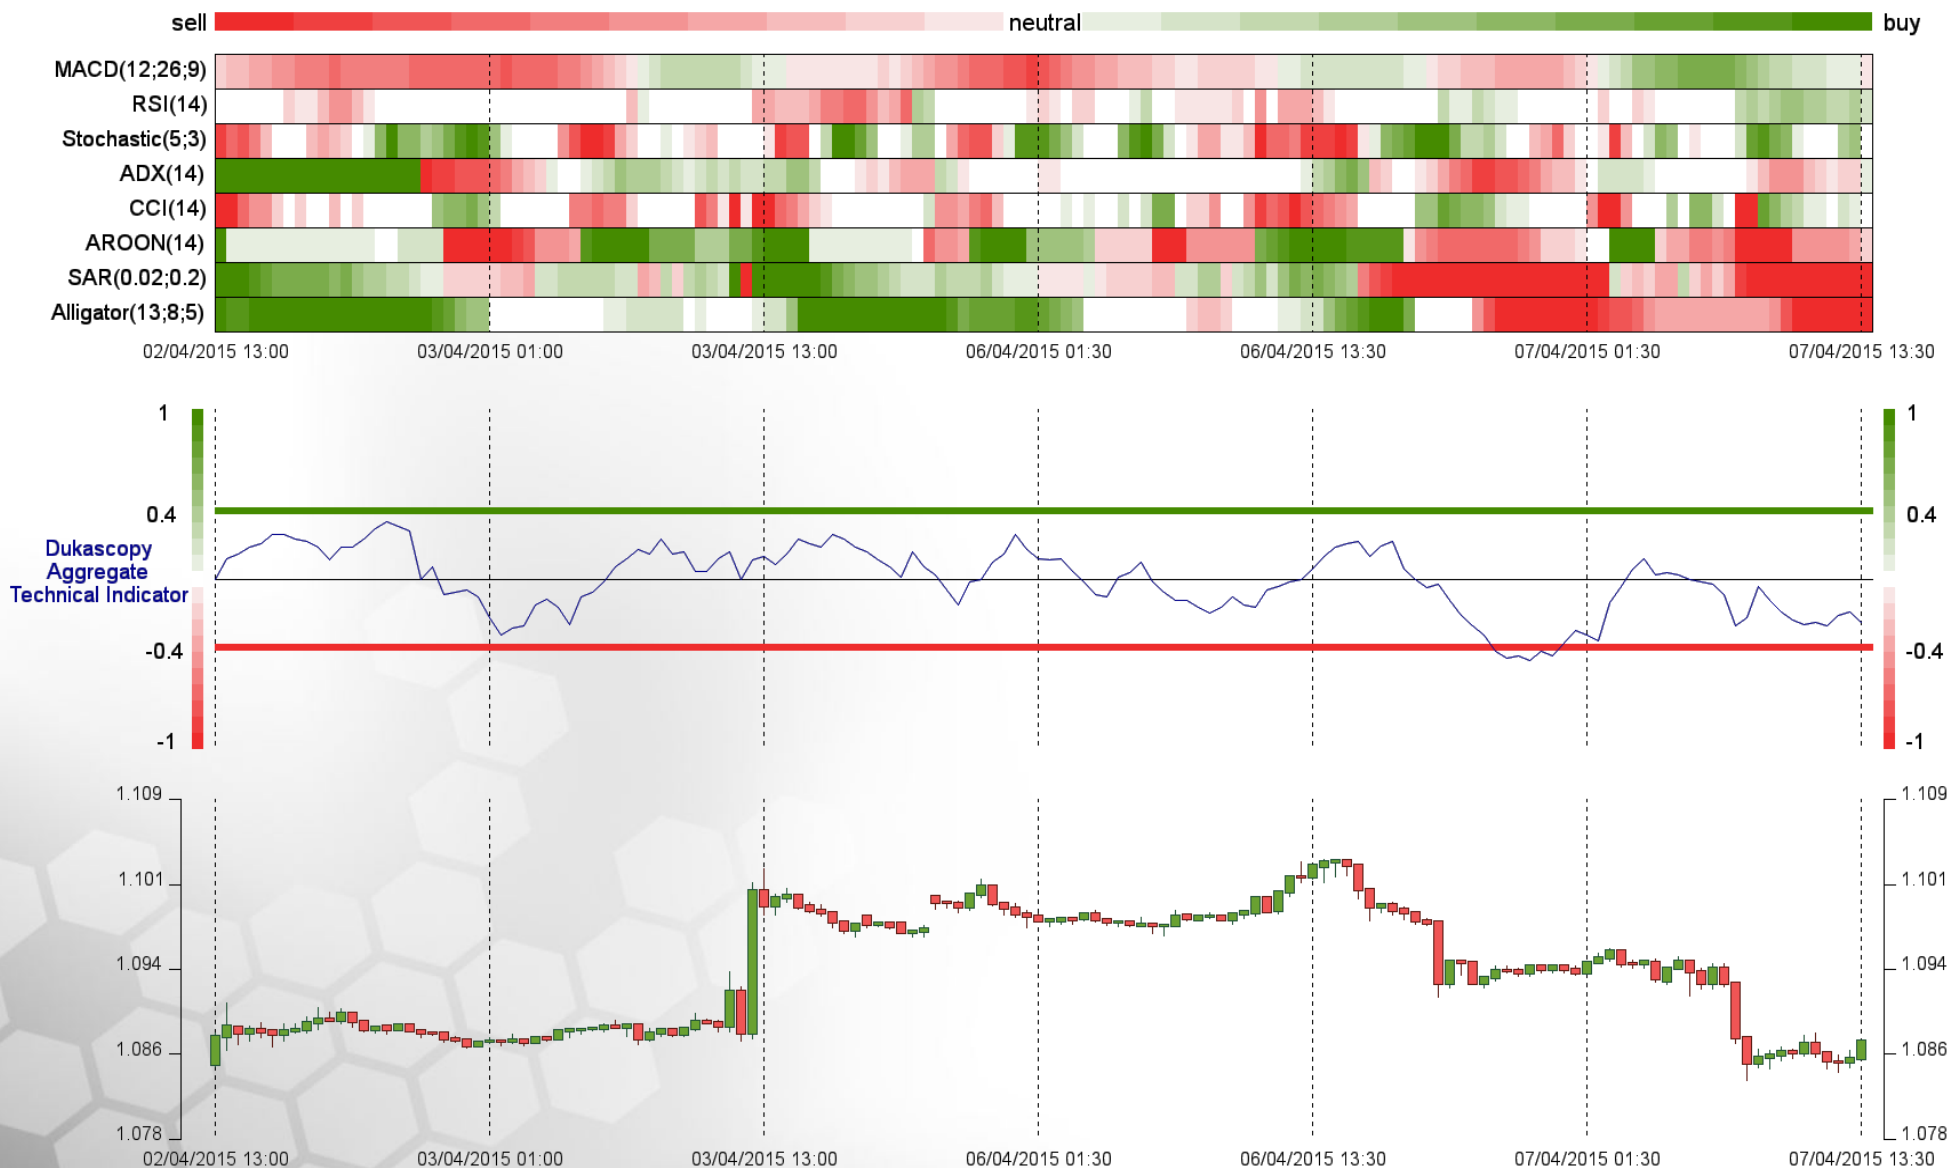 sell neutral buy
MACD(12;26;9)
RSI(14)
Stochastic(5;3)
ADX(14)
CCI(14)
AROON(14)
SAR(0.02;0.2)
Alligator(13;8;5)
02/04/2015 13:00 03/04/2015 01:00 03/04/2015 13:00 06/04/2015 01:30 06/04/2015 13:30 07/04/2015 01:30 07/04/2015 13:30
1 1
0.4 0.4
Dukascopy
Aggregate
Technical Indicator
-0.4 -0.4
-1 -1
1.109 1.109
1.101 1.101
1.094 1.094
1.086 1.086
1.078 1.078
02/04/2015 13:00 03/04/2015 01:00 03/04/2015 13:00 06/04/2015 01:30 06/04/2015 13:30 07/04/2015 01:30 07/04/2015 13:30